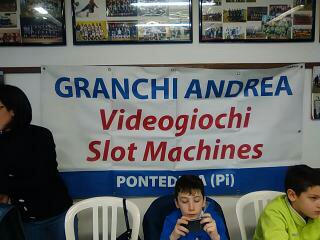 GRANCHI ANDREA
Videogiochi
Slot Machines
PONTEDERA (Pi)